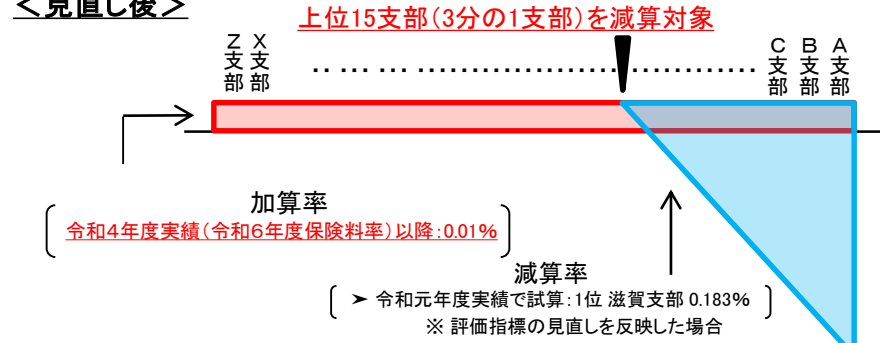 ＜見直し後＞
上位15支部（3分の1支部）を減算対象
Z支部
X支部
‥ ‥‥ ‥‥ ‥‥‥‥‥‥‥‥‥‥‥‥‥‥‥‥‥
C支部
B支部
A支部
加算率
令和4年度実績（令和6年度保険料率）以降：0.01%
減算率
➤ 令和元年度実績で試算：1位 滋賀支部 0.183%
※ 評価指標の見直しを反映した場合